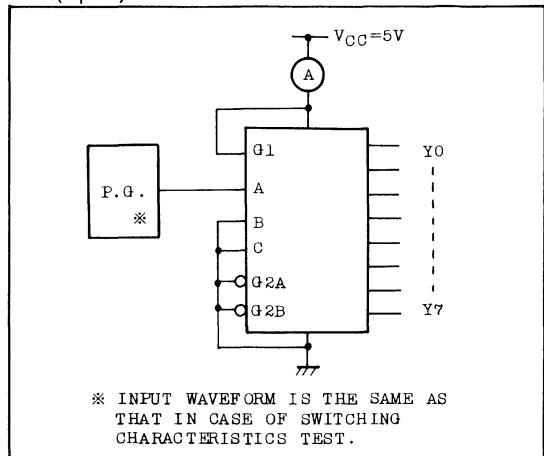 VCC=5V
A
G1
P.G.
※
A
B
C
G2A
G2B
Y0
Y7
※ INPUT WAVEFORM IS THE SAME AS
THAT IN CASE OF SWITCHING
CHARACTERISTICS TEST.